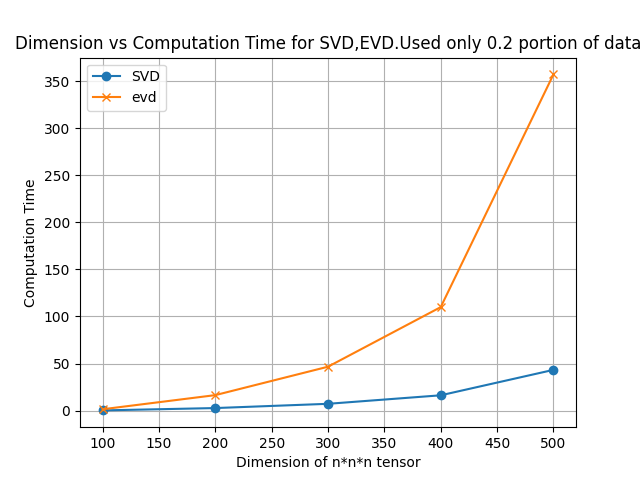 Dimension vs Computation Time for SVD,EVD.Used only 0.2 portion of data
SVD
evd
350
300
250
200
150
100
50
0
Computation Time
100 150 200 250 300 350 400 450 500
Dimension of n*n*n tensor